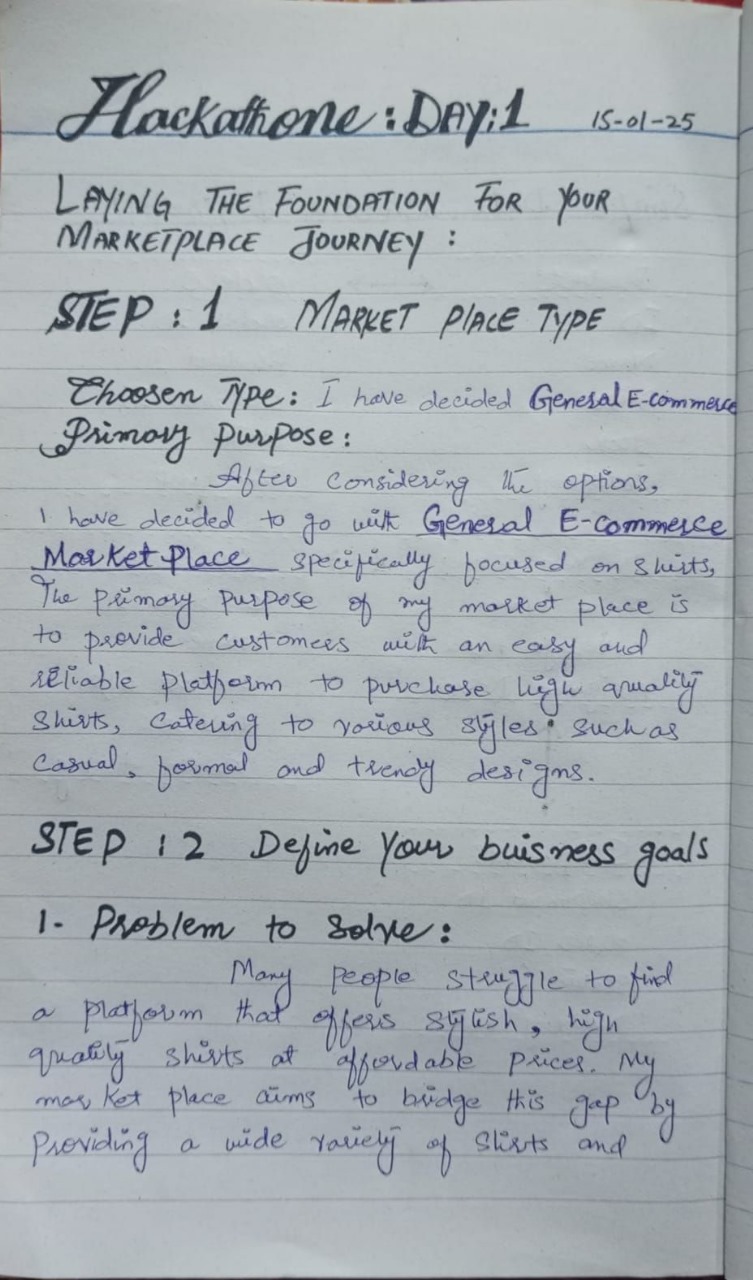 Hackathone: DAY:1 15-01-25
LAYING THE FOUNDATION FOR YOUR
MARKETPLACE JOURNEY :
STEP : 1 MARKET PLACE TYPE
Choosen Type: I have decided General E-commerce
Primary Purpose:
After considering the options,
I have decided to go with General E-commerce
Market Place specifically focused on shirts,
The primary purpose of my market place is
to provide customers with an easy and
reliable platform to purchase high quality
shirts, catering to various styles such as
casual, formal and trendy designs.
STEP : 2 Define Your buisness goals
1- Problem to Solve:
Many people struggle to find
a platform that offers stylish, high
quality shirts at affordable prices. My
market place aims to bridge this gap by
Providing a wide variety of Shirts and